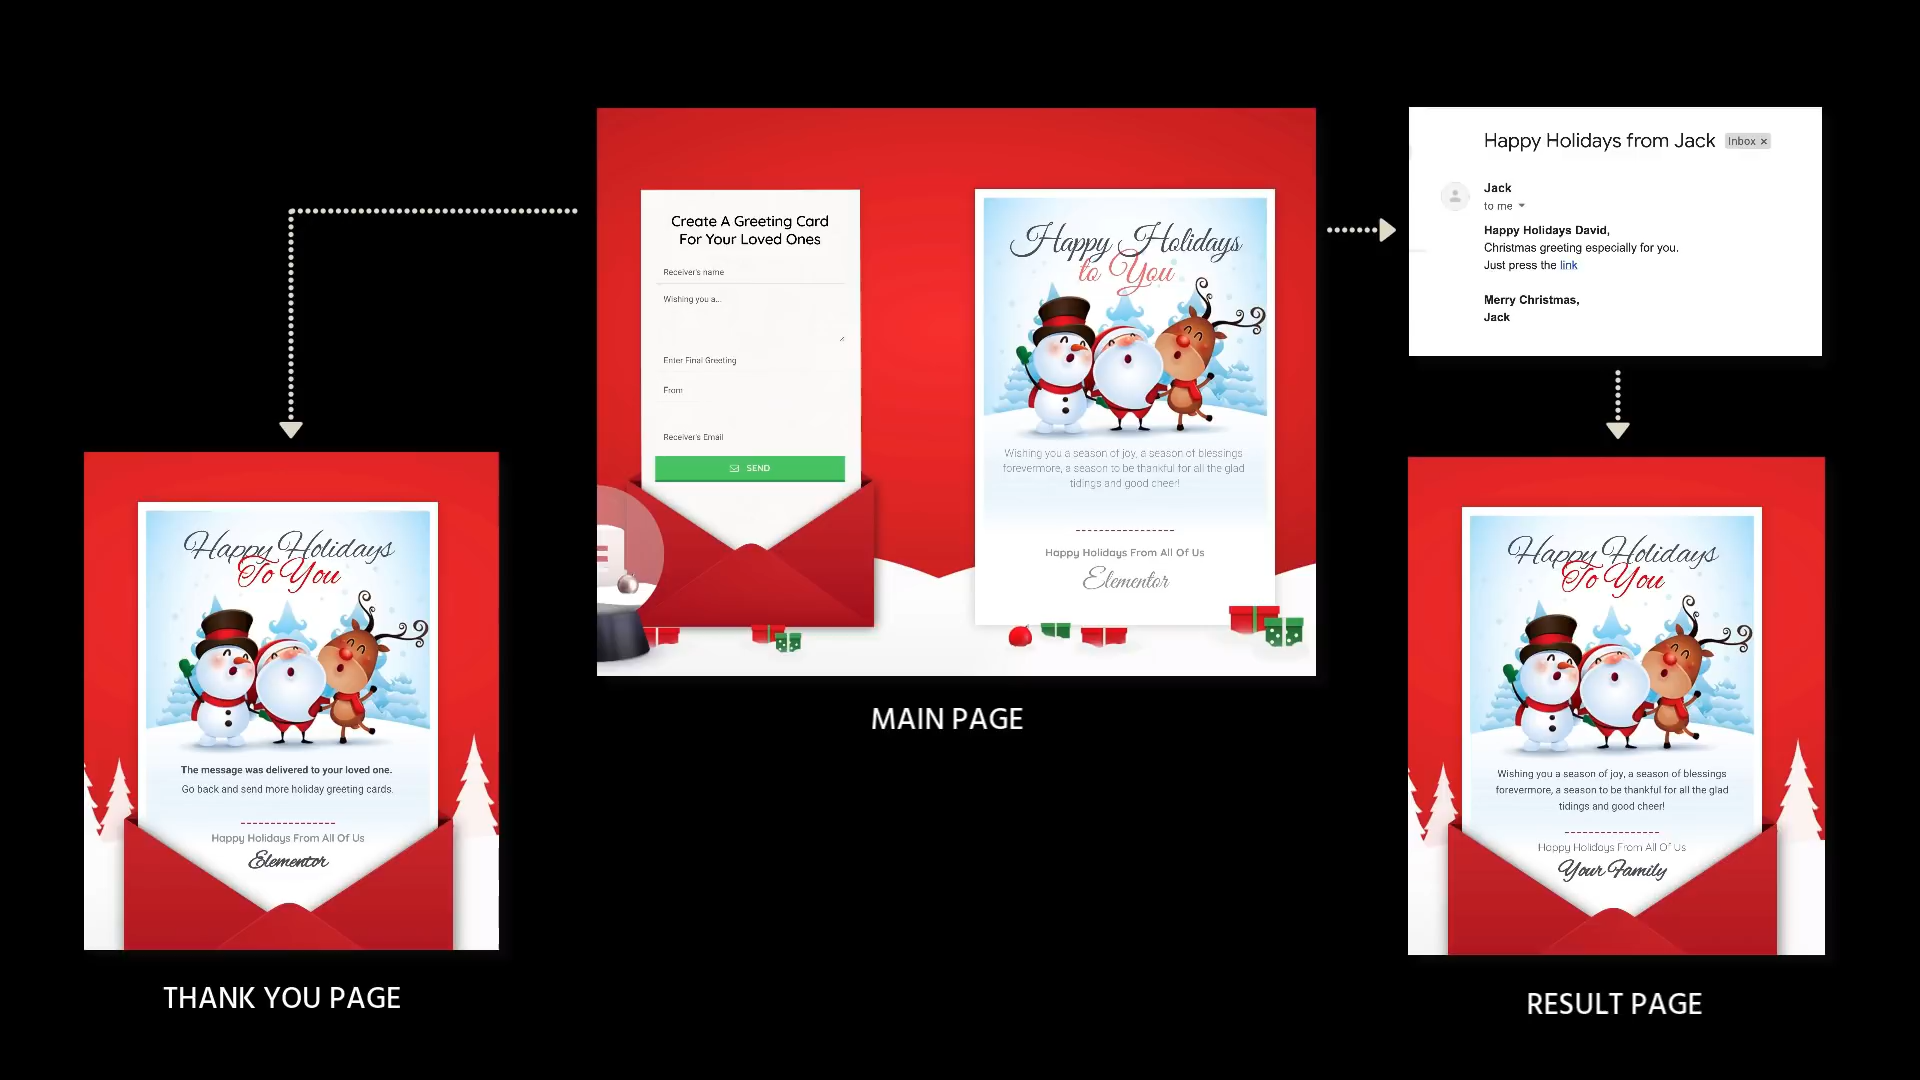 Create A Greeting Card
For Your Loved Ones
Receiver's name
Wishing you a...
Enter Final Greeting
From
Receiver's Email
SEND
Happy Holidays
to You
Wishing you a season of joy, a season of blessings
forevermore, a season to be thankful for all the glad
tidings and good cheer!
Happy Holidays From All Of Us
Elementor
MAIN PAGE
Happy Holidays from Jack Inbox x
Jack
to me
Happy Holidays David,
Christmas greeting especially for you.
Just press the link
Merry Christmas,
Jack
Happy Holidays
To You
The message was delivered to your loved one.
Go back and send more holiday greeting cards.
Happy Holidays From All Of Us
Elementor
THANK YOU PAGE
Happy Holidays
To You
Wishing you a season of joy, a season of blessings
forevermore, a season to be thankful for all the glad
tidings and good cheer!
Happy Holidays From All Of Us
Your Family
RESULT PAGE